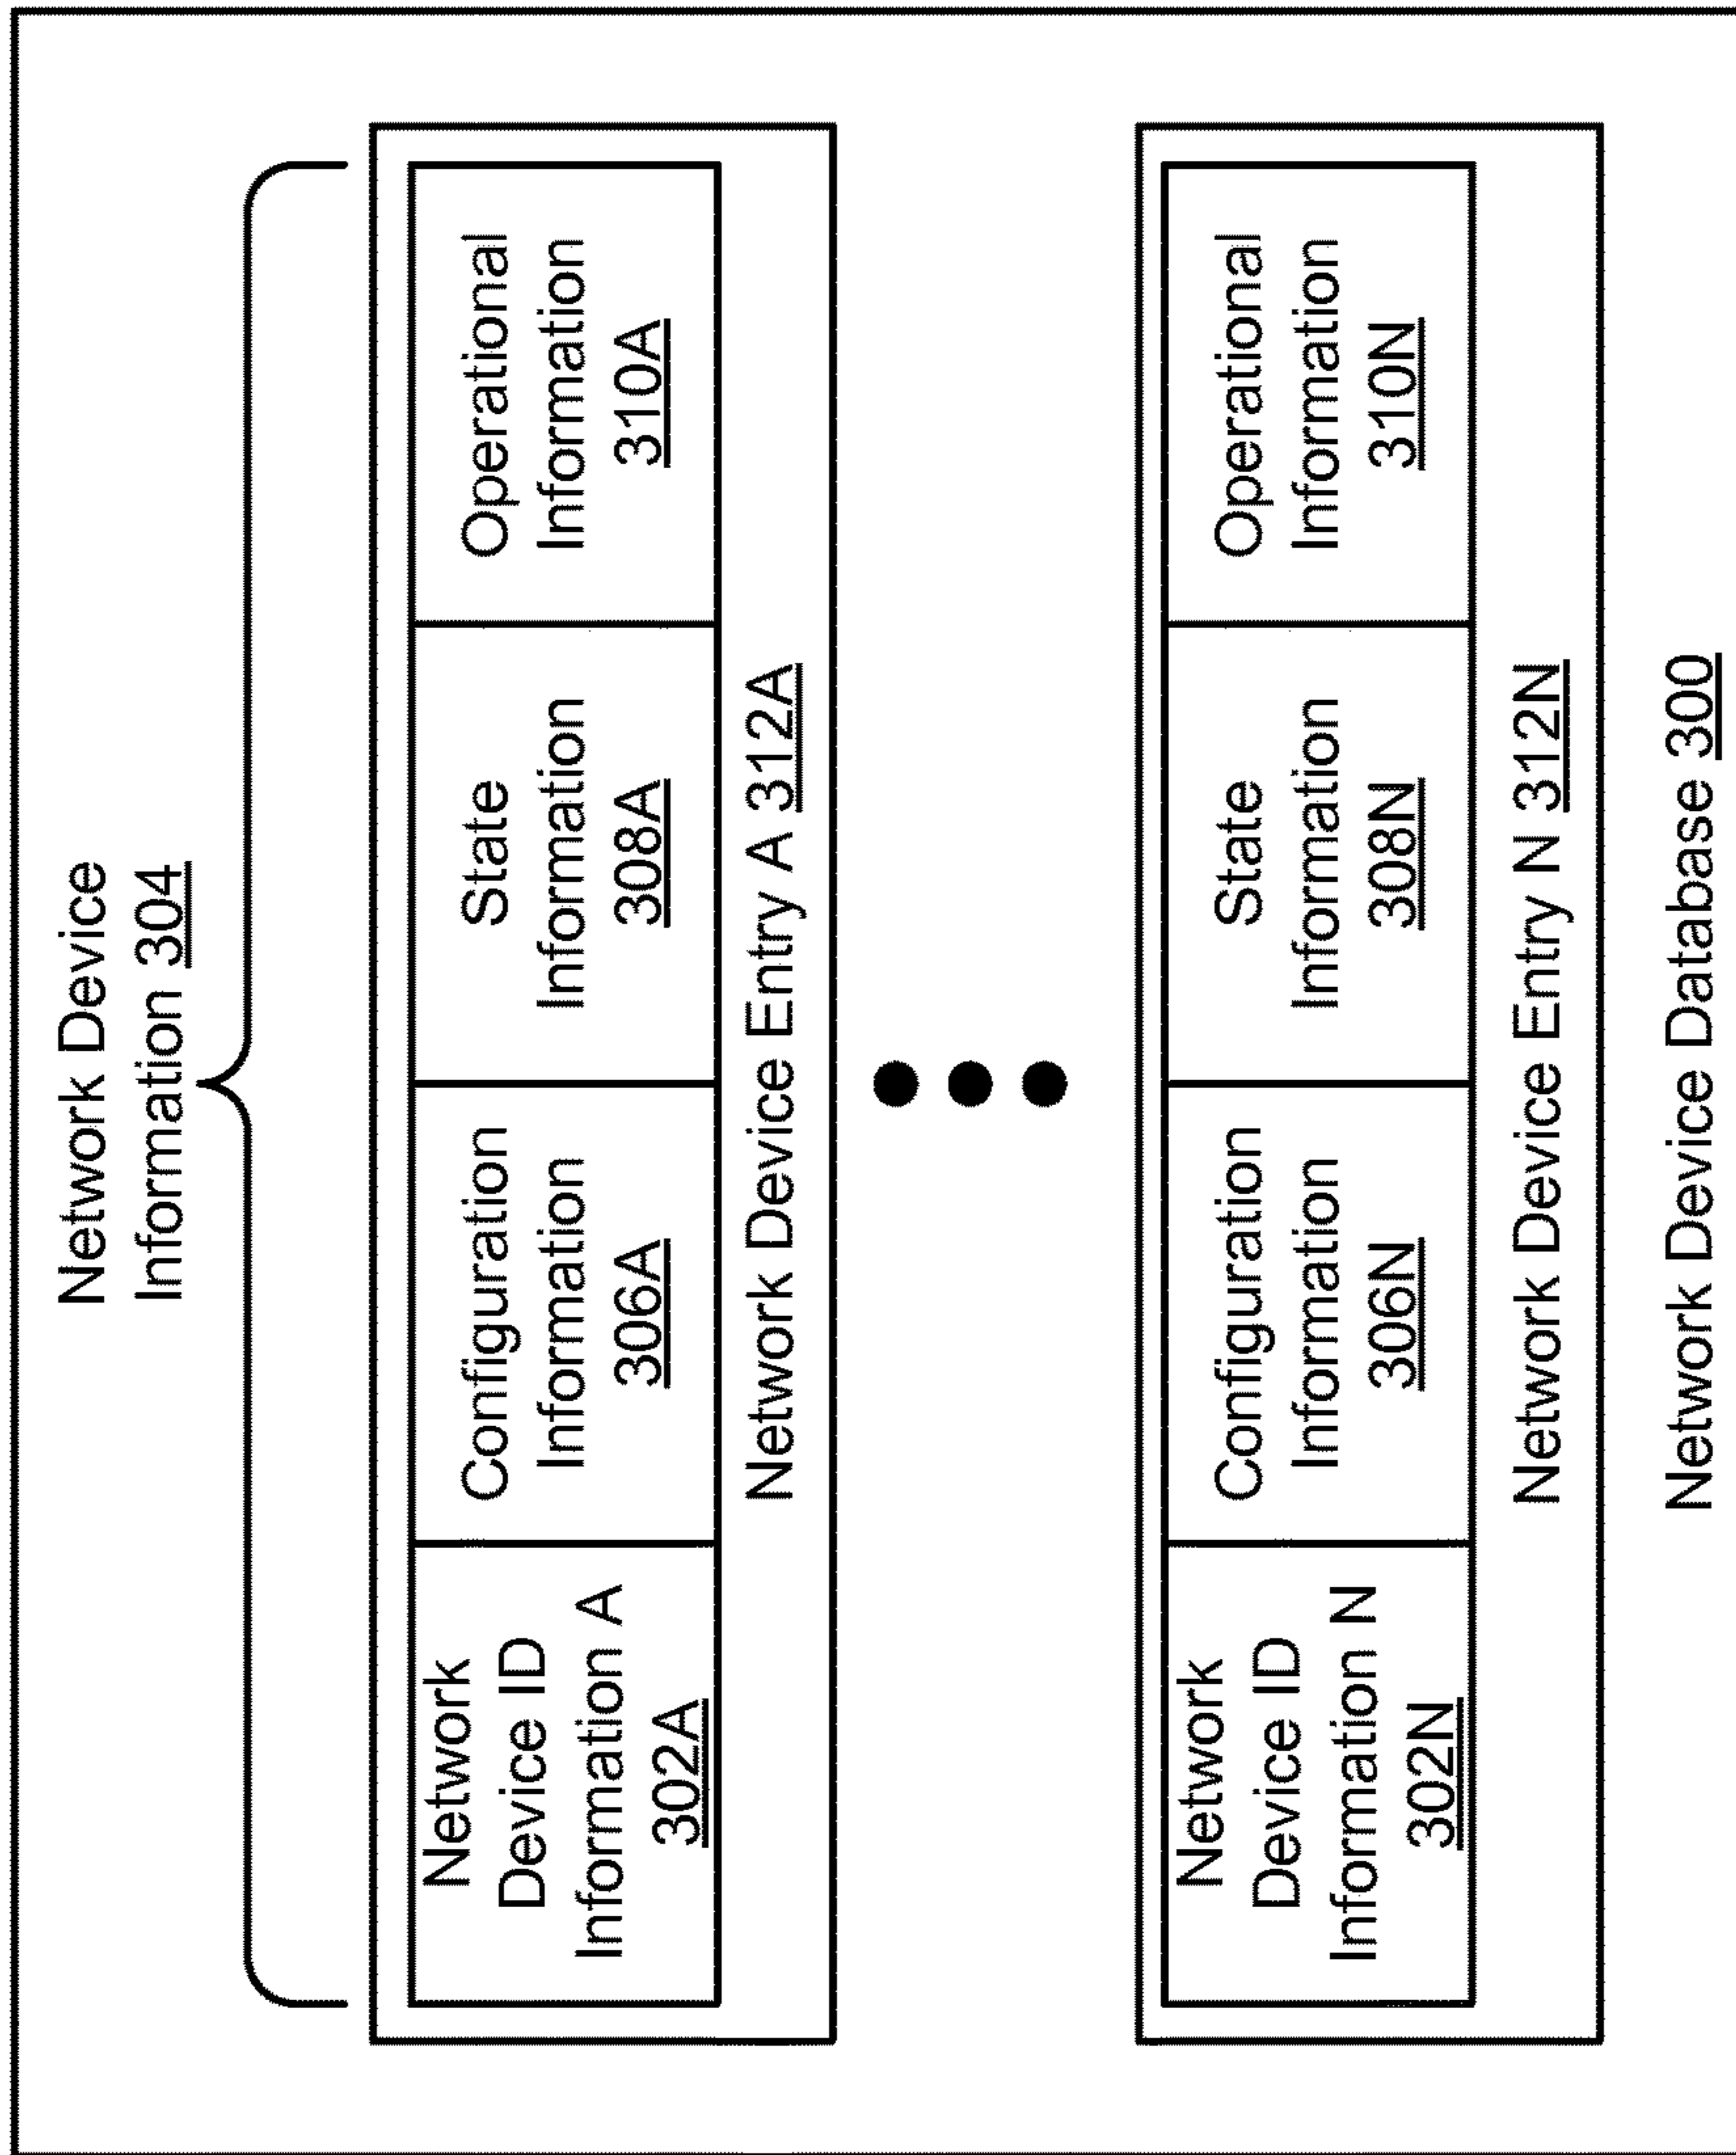 Network Device
Information 304
Network
Device ID
Information A
302A
Configuration
Information
306A
State
Information
308A
Operational
Information
310A
Network Device Entry A 312A
Network
Device ID
Information N
302N
Configuration
Information
306N
State
Information
308N
Operational
Information
310N
Network Device Entry N 312N
Network Device Database 300